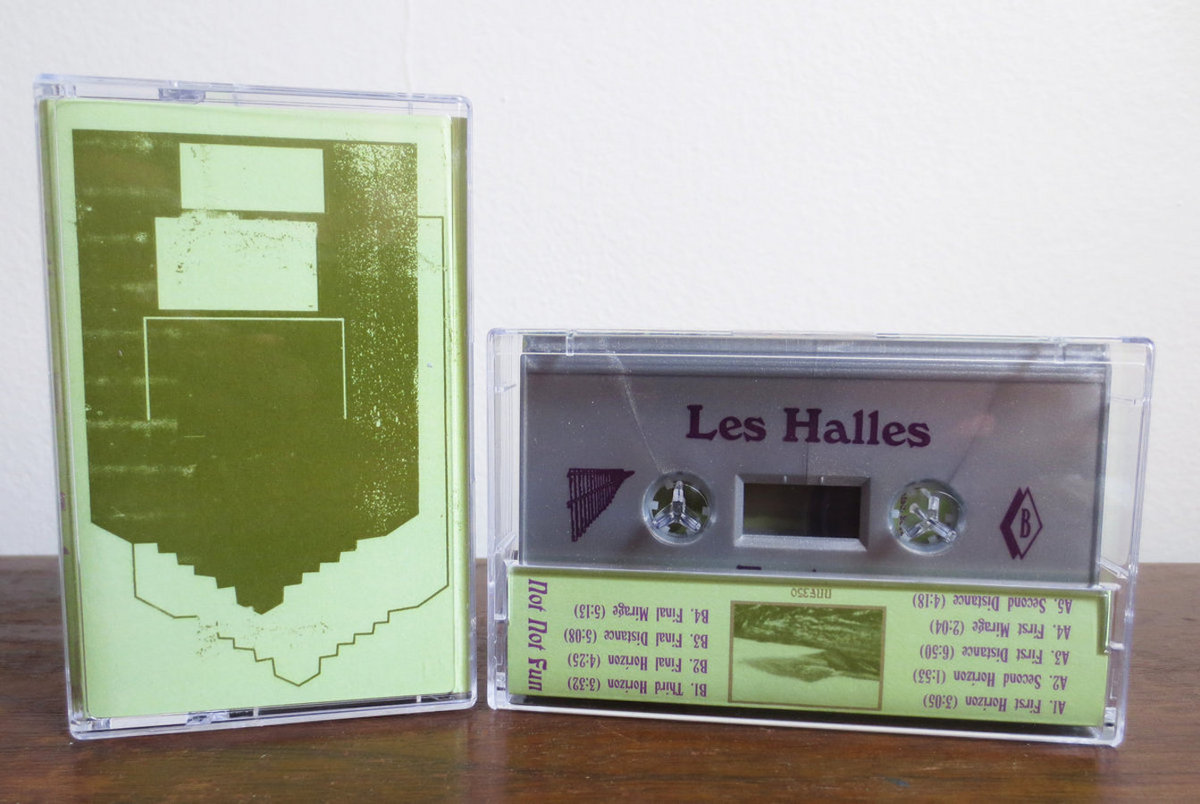 Les Halles
B
A1. First Horizon (3:05)
A2. Second Horizon (1:53)
A3. First Distance (6:50)
A4. First Mirage (2:04)
A5. Second Distance (4:18)
NNF320
B1. Third Horizon (3:32)
B2. Final Horizon (4:25)
B3. Final Distance (5:08)
B4. Final Mirage (5:13)
Not Not Fun